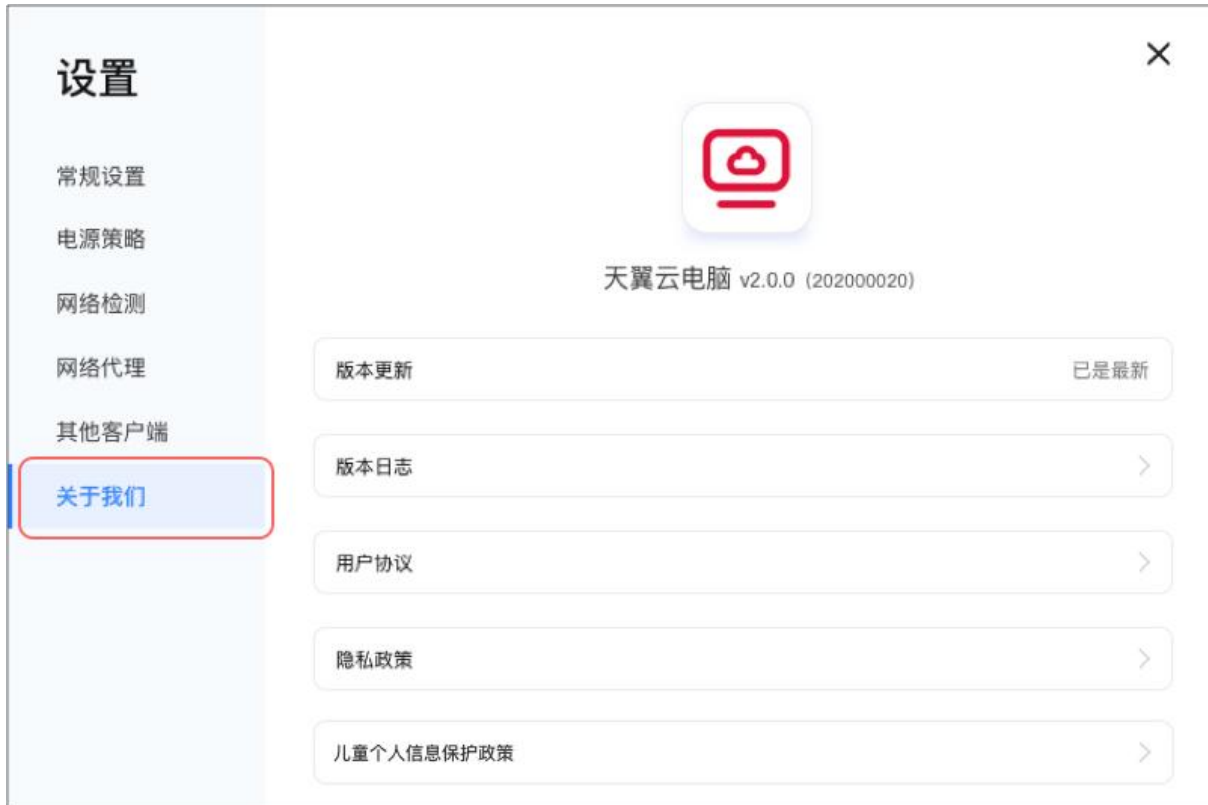 设置
常规设置
电源策略
网络检测
网络代理
其他客户端
关于我们
天翼云电脑 v2.0.0 (202000020)
版本更新 已是最新
版本日志
用户协议
隐私政策
儿童个人信息保护政策